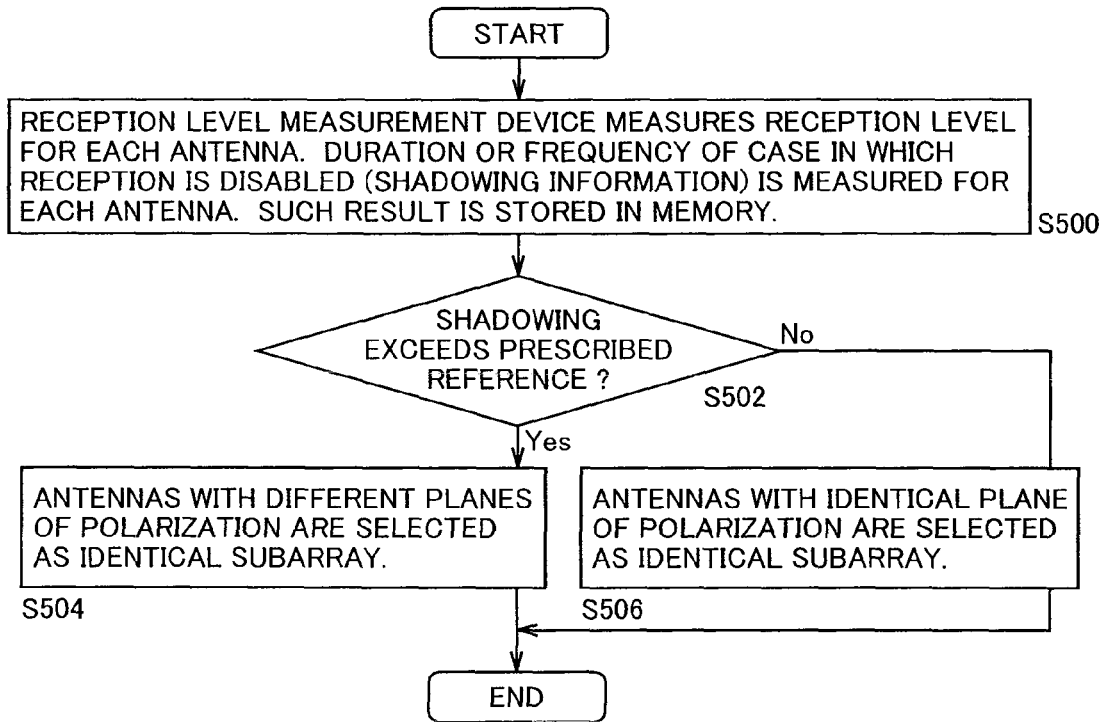 START
RECEPTION LEVEL MEASUREMENT DEVICE MEASURES RECEPTION LEVEL
FOR EACH ANTENNA. DURATION OR FREQUENCY OF CASE IN WHICH
RECEPTION IS DISABLED (SHADOWING INFORMATION) IS MEASURED FOR
EACH ANTENNA. SUCH RESULT IS STORED IN MEMORY.
S500
SHADOWING
EXCEEDS PRESCRIBED
REFERENCE ?
No
S502
Yes
ANTENNAS WITH DIFFERENT PLANES
OF POLARIZATION ARE SELECTED
AS IDENTICAL SUBARRAY.
S504
ANTENNAS WITH IDENTICAL PLANE
OF POLARIZATION ARE SELECTED
AS IDENTICAL SUBARRAY.
S506
END